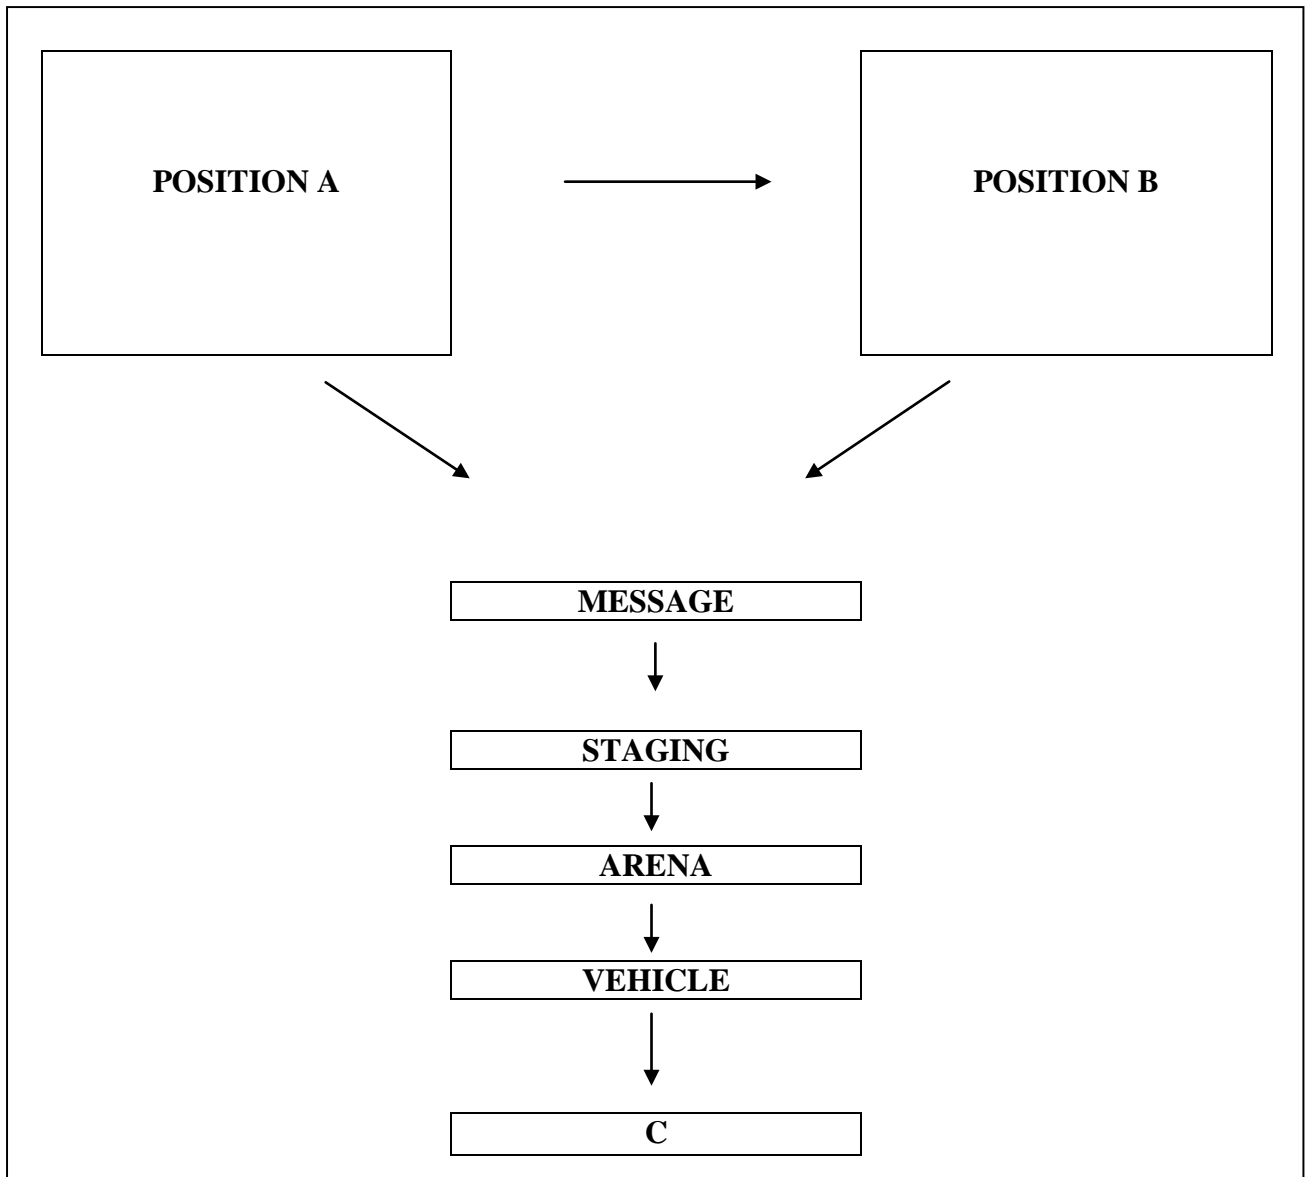 POSITION A
POSITION B
MESSAGE
STAGING
ARENA
VEHICLE
C